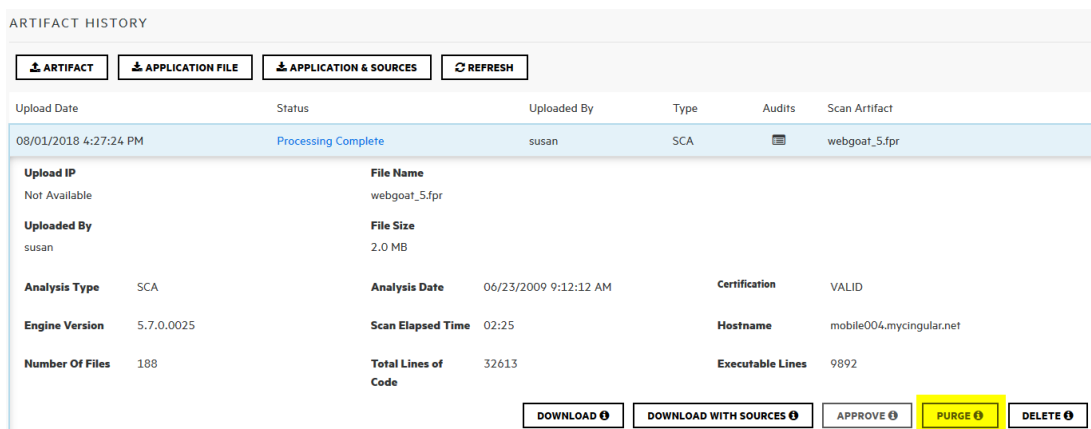 ARTIFACT HISTORY
ARTIFACT APPLICATION FILE APPLICATION & SOURCES REFRESH
Upload Date Status Uploaded By Type Audits Scan Artifact
08/01/2018 4:27:24 PM Processing Complete susan SCA webgoat_5.fpr
Upload IP File Name
Not Available webgoat_5.fpr
Uploaded By File Size
susan 2.0 MB
Analysis Type SCA Analysis Date 06/23/2009 9:12:12 AM Certification VALID
Engine Version 5.7.0.0025 Scan Elapsed Time 02:25 Hostname mobile004.mycingular.net
Number Of Files 188 Total Lines of 32613 Executable Lines 9892
Code
DOWNLOAD DOWNLOAD WITH SOURCES APPROVE PURGE DELETE